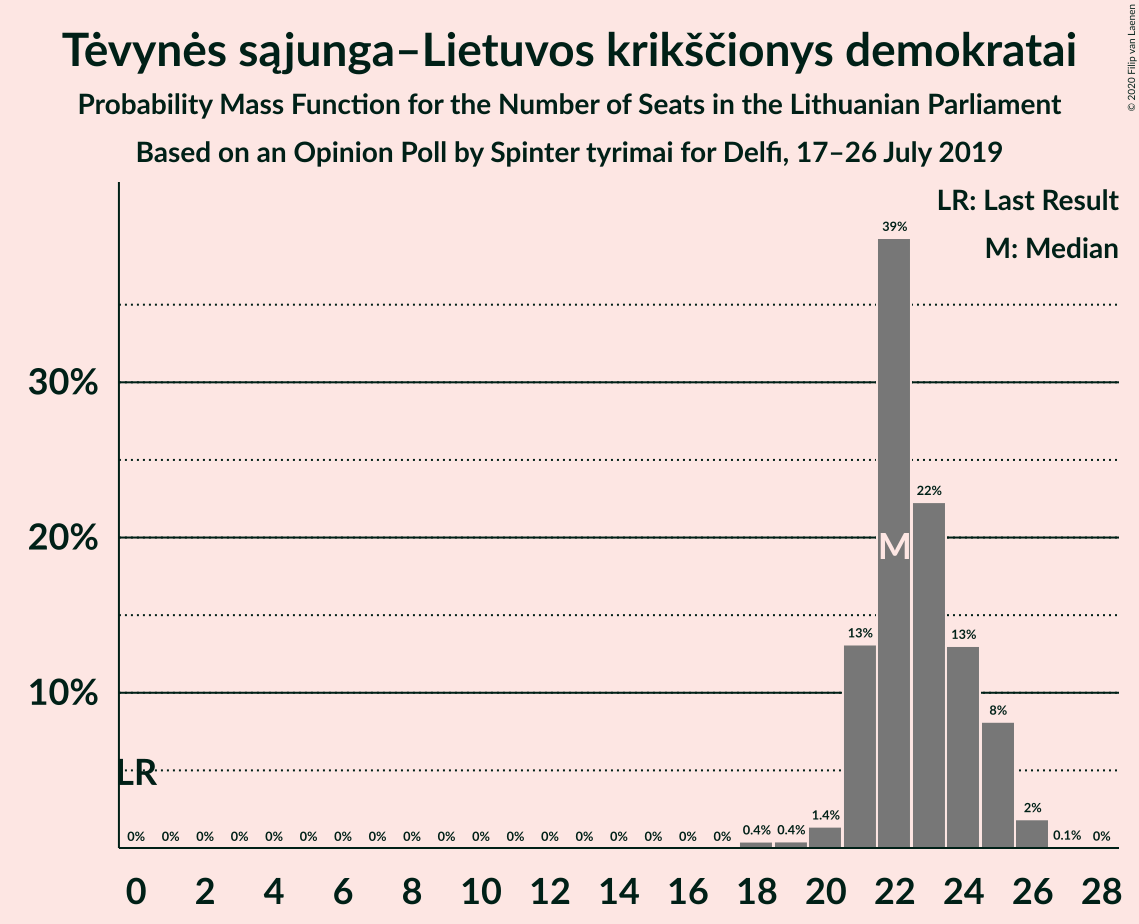 Tėvynės sąjunga–Lietuvos krikščionys demokratai
Probability Mass Function for the Number of Seats in the Lithuanian Parliament
Based on an Opinion Poll by Spinter tyrimai for Delfi, 17–26 July 2019
© 2020 Filip van Laenen
LR: Last Result
M: Median
39%
30%
22%
20%
M
13%
13%
10%
8%
LR
0% 0% 0% 0% 0% 0% 0% 0% 0% 0% 0% 0% 0% 0% 0% 0% 0% 0% 0.4% 0.4% 1.4% 2% 0.1% 0%
0 2 4 6 8 10 12 14 16 18 20 22 24 26 28